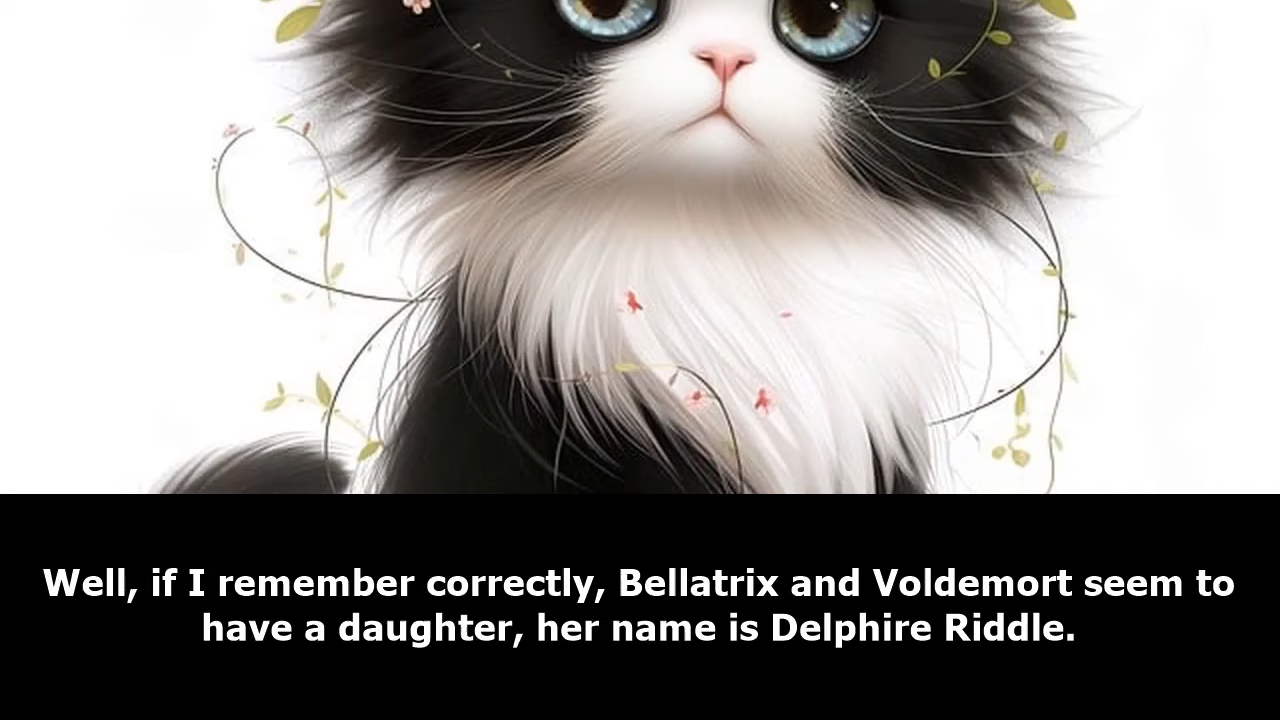 Well, if I remember correctly, Bellatrix and Voldemort seem to
have a daughter, her name is Delphire Riddle.